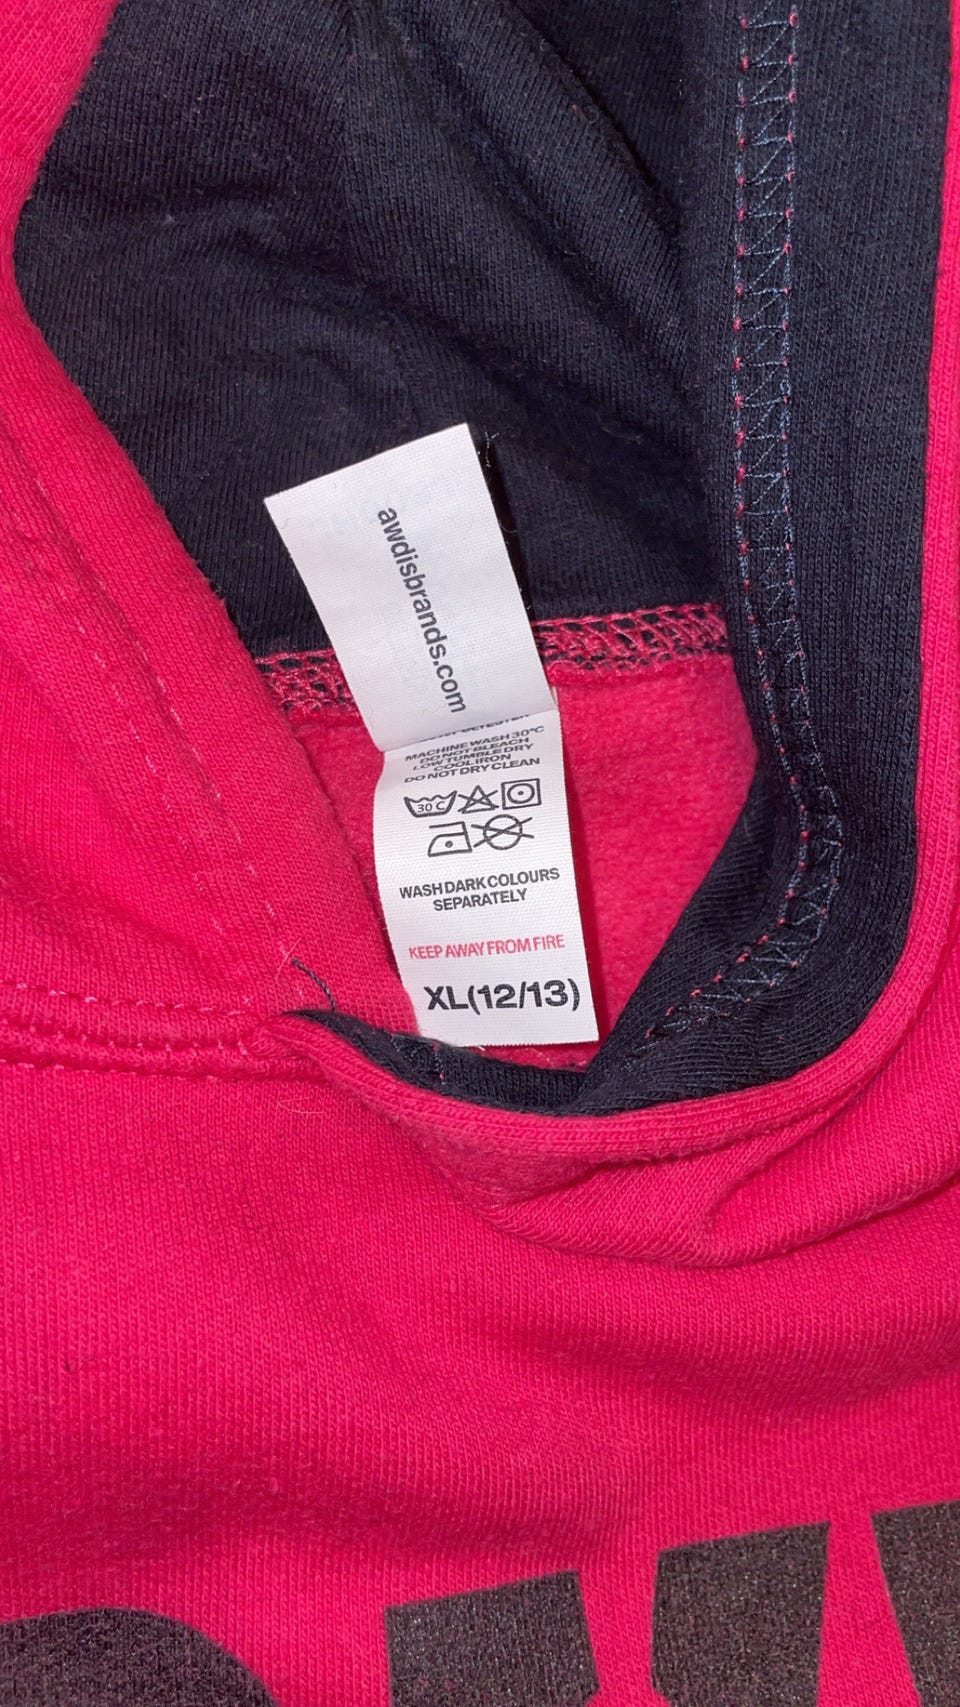 awdisbrands.com
MACHINE WASH 30°C
DO NOT BLEACH
LOW TUMBLE DRY
COOL IRON
DO NOT DRY CLEAN
30 C
WASH DARK COLOURS
SEPARATELY
KEEP AWAY FROM FIRE
XL(12/13)